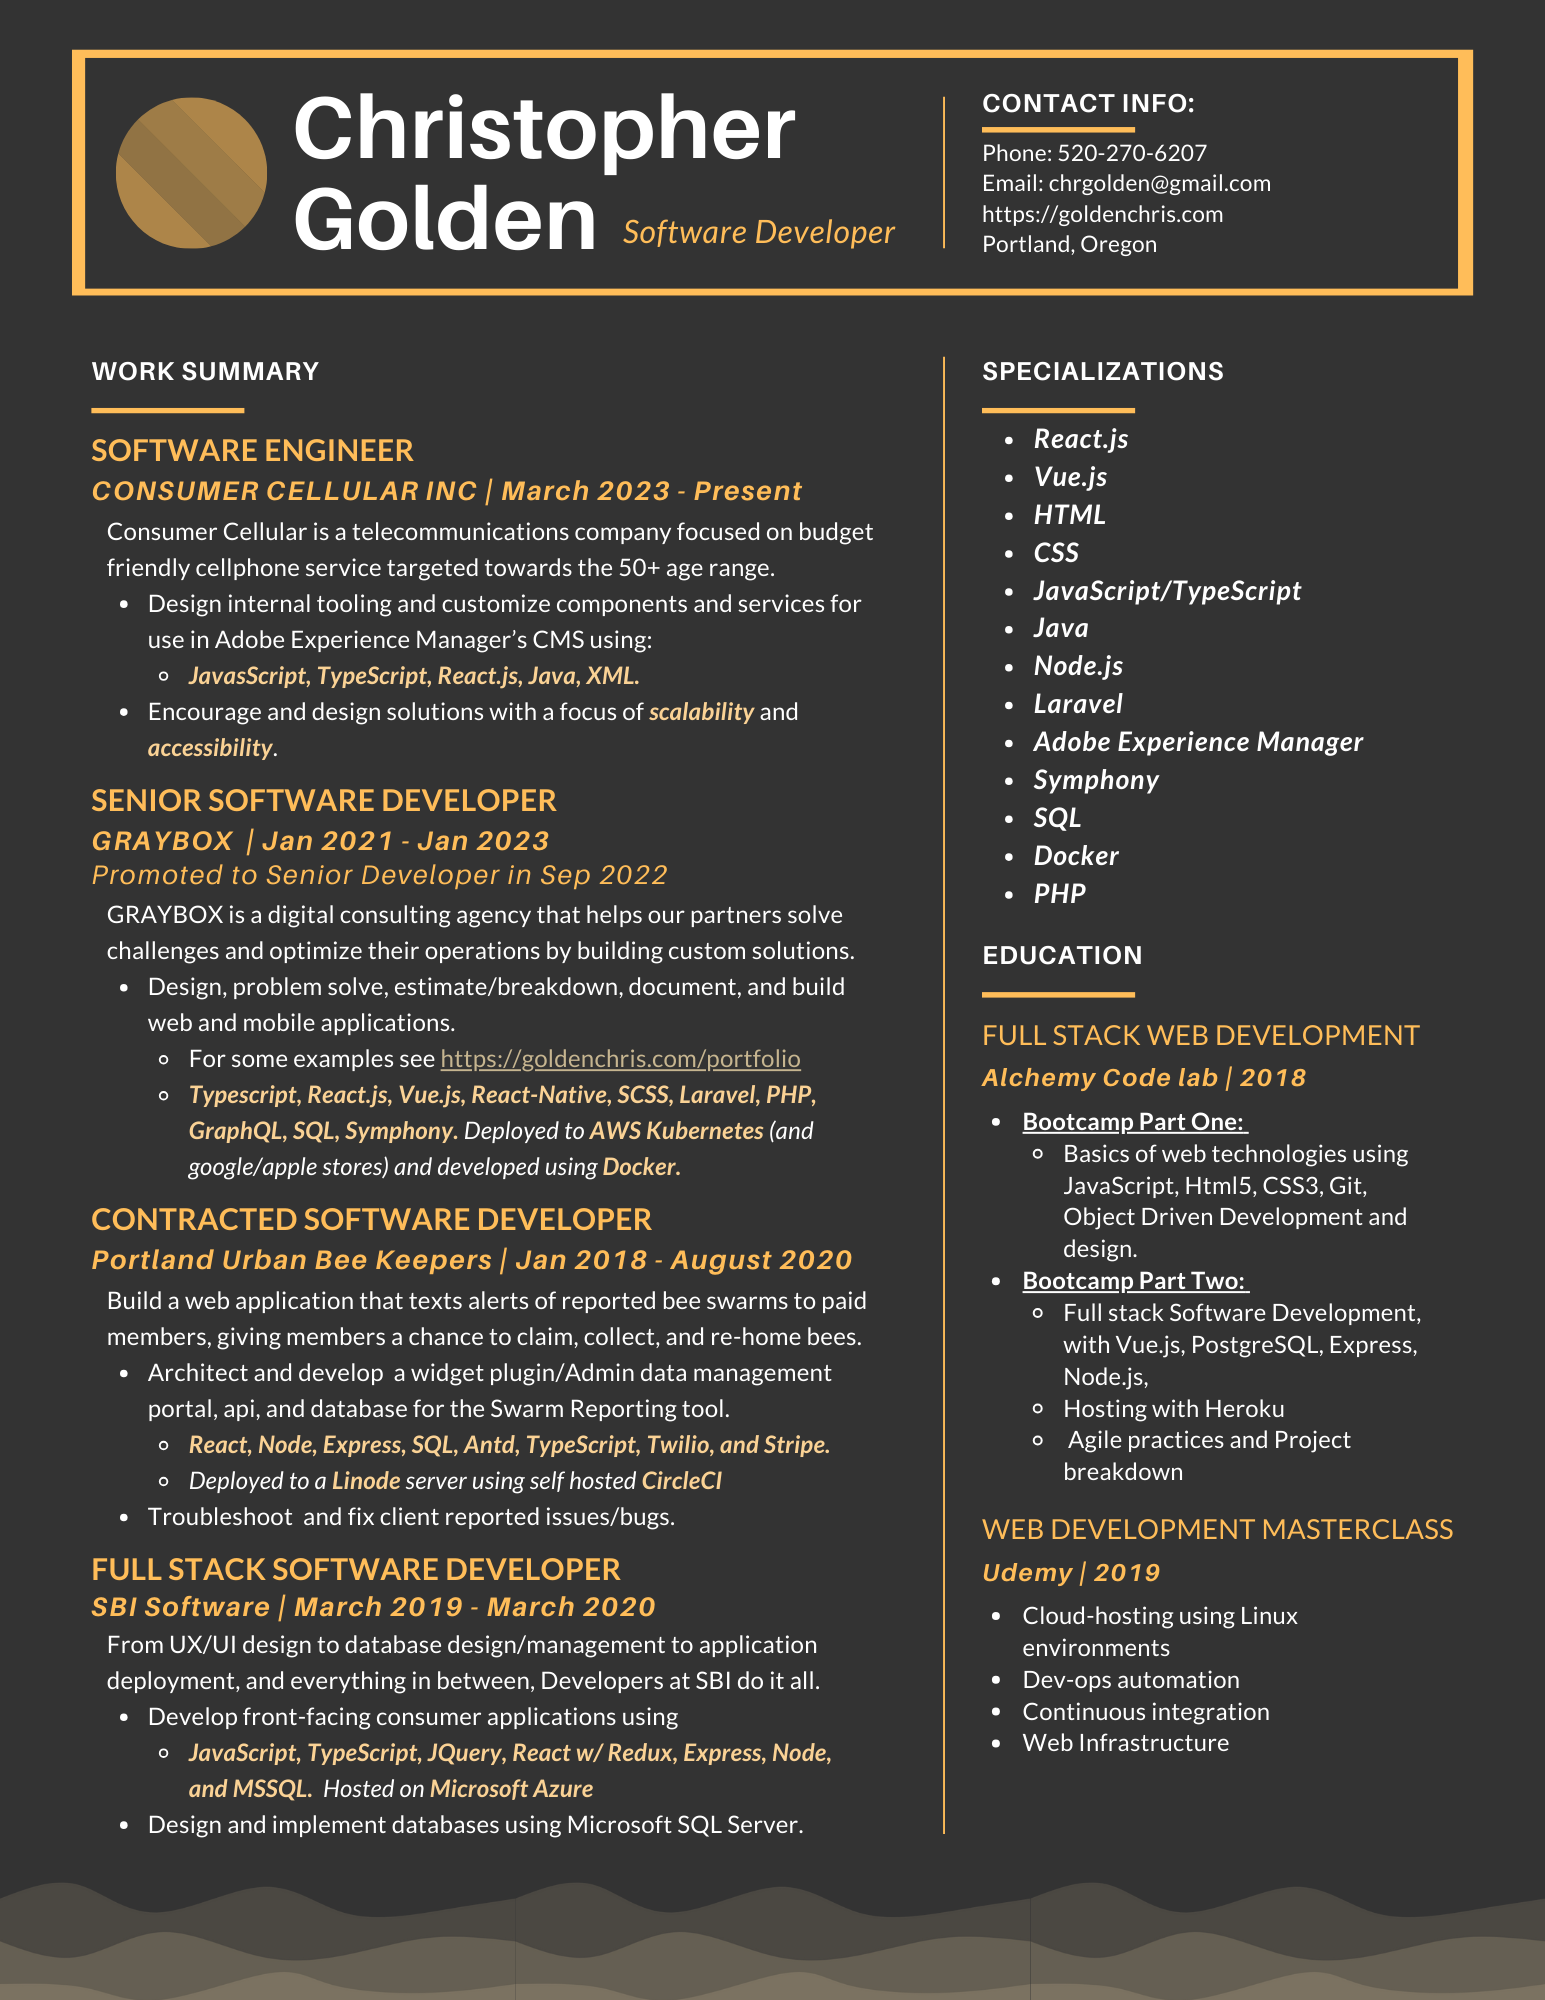 Christopher
Golden Software Developer
CONTACT INFO:
Phone: 520-270-6207
Email: chrgolden@gmail.com
https://goldenchris.com
Portland, Oregon
WORK SUMMARY
SOFTWARE ENGINEER
CONSUMER CELLULAR INC | March 2023 - Present
Consumer Cellular is a telecommunications company focused on budget
friendly cellphone service targeted towards the 50+ age range.
• Design internal tooling and customize components and services for
use in Adobe Experience Manager’s CMS using:
◦ JavasScript, TypeScript, React.js, Java, XML.
• Encourage and design solutions with a focus of scalability and
accessibility.
SENIOR SOFTWARE DEVELOPER
GRAYBOX | Jan 2021 - Jan 2023
Promoted to Senior Developer in Sep 2022
GRAYBOX is a digital consulting agency that helps our partners solve
challenges and optimize their operations by building custom solutions.
• Design, problem solve, estimate/breakdown, document, and build
web and mobile applications.
◦ For some examples see https://goldenchris.com/portfolio
◦ Typescript, React.js, Vue.js, React-Native, SCSS, Laravel, PHP,
GraphQL, SQL, Symphony. Deployed to AWS Kubernetes (and
google/apple stores) and developed using Docker.
CONTRACTED SOFTWARE DEVELOPER
Portland Urban Bee Keepers | Jan 2018 - August 2020
Build a web application that texts alerts of reported bee swarms to paid
members, giving members a chance to claim, collect, and re-home bees.
• Architect and develop a widget plugin/Admin data management
portal, api, and database for the Swarm Reporting tool.
◦ React, Node, Express, SQL, Antd, TypeScript, Twilio, and Stripe.
◦ Deployed to a Linode server using self hosted CircleCI
• Troubleshoot and fix client reported issues/bugs.
FULL STACK SOFTWARE DEVELOPER
SBI Software | March 2019 - March 2020
From UX/UI design to database design/management to application
deployment, and everything in between, Developers at SBI do it all.
• Develop front-facing consumer applications using
◦ JavaScript, TypeScript, JQuery, React w/ Redux, Express, Node,
and MSSQL. Hosted on Microsoft Azure
• Design and implement databases using Microsoft SQL Server.
SPECIALIZATIONS
• React.js
• Vue.js
• HTML
• CSS
• JavaScript/TypeScript
• Java
• Node.js
• Laravel
• Adobe Experience Manager
• Symphony
• SQL
• Docker
• PHP
EDUCATION
FULL STACK WEB DEVELOPMENT
Alchemy Code lab | 2018
• Bootcamp Part One:
◦ Basics of web technologies using
JavaScript, Html5, CSS3, Git,
Object Driven Development and
design.
• Bootcamp Part Two:
◦ Full stack Software Development,
with Vue.js, PostgreSQL, Express,
Node.js,
◦ Hosting with Heroku
◦ Agile practices and Project
breakdown
WEB DEVELOPMENT MASTERCLASS
Udemy | 2019
• Cloud-hosting using Linux
environments
• Dev-ops automation
• Continuous integration
• Web Infrastructure